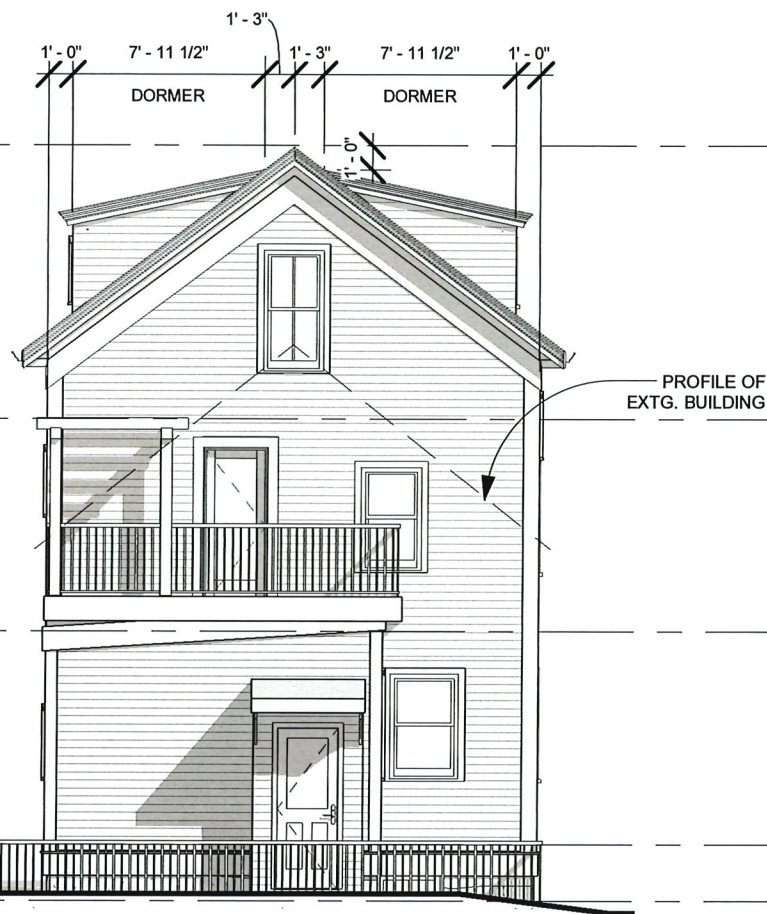 1' - 3"
1' - 0" 7' - 11 1/2" 1' - 3" 7' - 11 1/2" 1' - 0"
DORMER DORMER
1' - 0"
PROFILE OF
EXTG. BUILDING